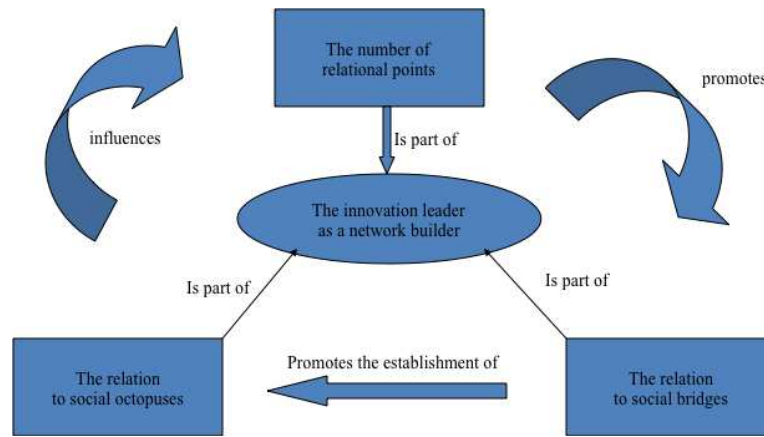 The number of
relational points
promotes
influences
Is part of
The innovation leader
as a network builder
Is part of
Is part of
Promotes the establishment of
The relation
to social octopuses
The relation
to social bridges